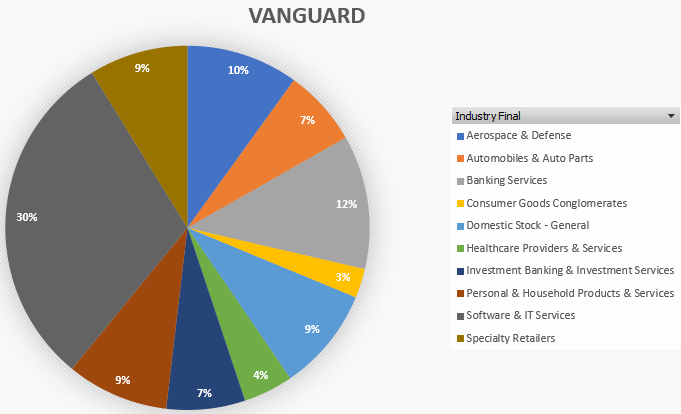 VANGUARD
9%
10%
7%
30%
12%
3%
9%
9%
7%
4%
Industry Final
Aerospace & Defense
Automobiles & Auto Parts
Banking Services
Consumer Goods Conglomerates
Domestic Stock - General
Healthcare Providers & Services
Investment Banking & Investment Services
Personal & Household Products & Services
Software & IT Services
Specialty Retailers